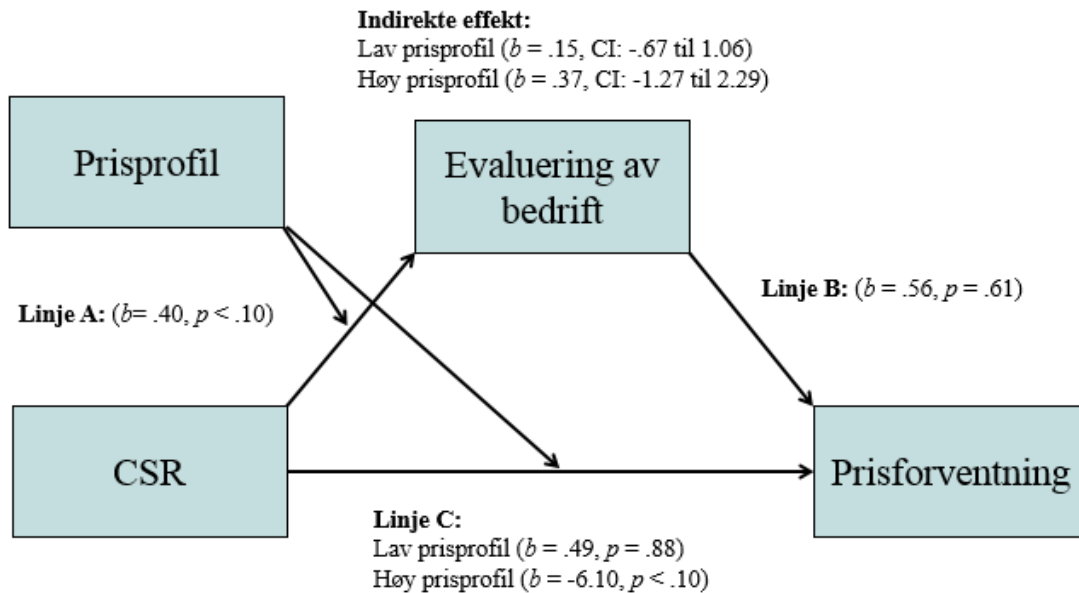 Indirekte effekt:
Lav prisprofil (b = .15, CI: -.67 til 1.06)
Høy prisprofil (b = .37, CI: -1.27 til 2.29)
Prisprofil
Evaluering av
bedrift
Linje A: (b= .40, p < .10)
Linje B: (b = .56, p = .61)
CSR
Prisforventning
Linje C:
Lav prisprofil (b = .49, p = .88)
Høy prisprofil (b = -6.10, p < .10)